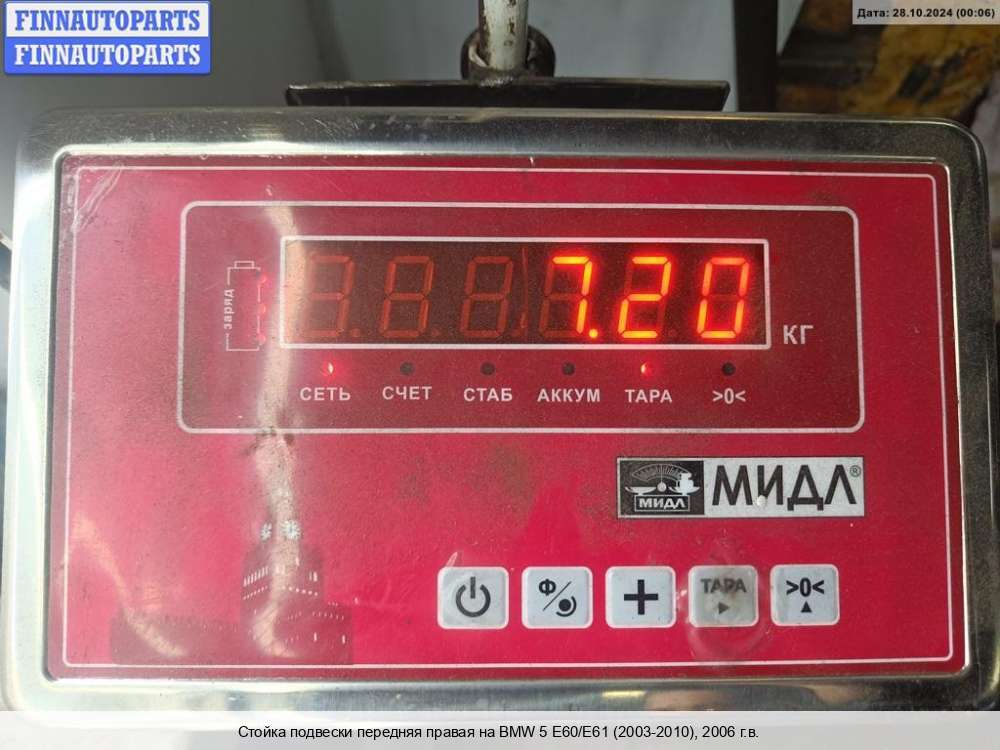 FINNAUTOPARTS
FINNAUTOPARTS
Дата: 28.10.2024 (00:06)
заряд
7.20
КГ
СЕТЬ СЧЕТ СТАБ АККУМ ТАРА >0<
МИДЛ МИДЛ®
Ф ТАРА >0<
Стойка подвески передняя правая на BMW 5 E60/E61 (2003-2010), 2006 г.в.